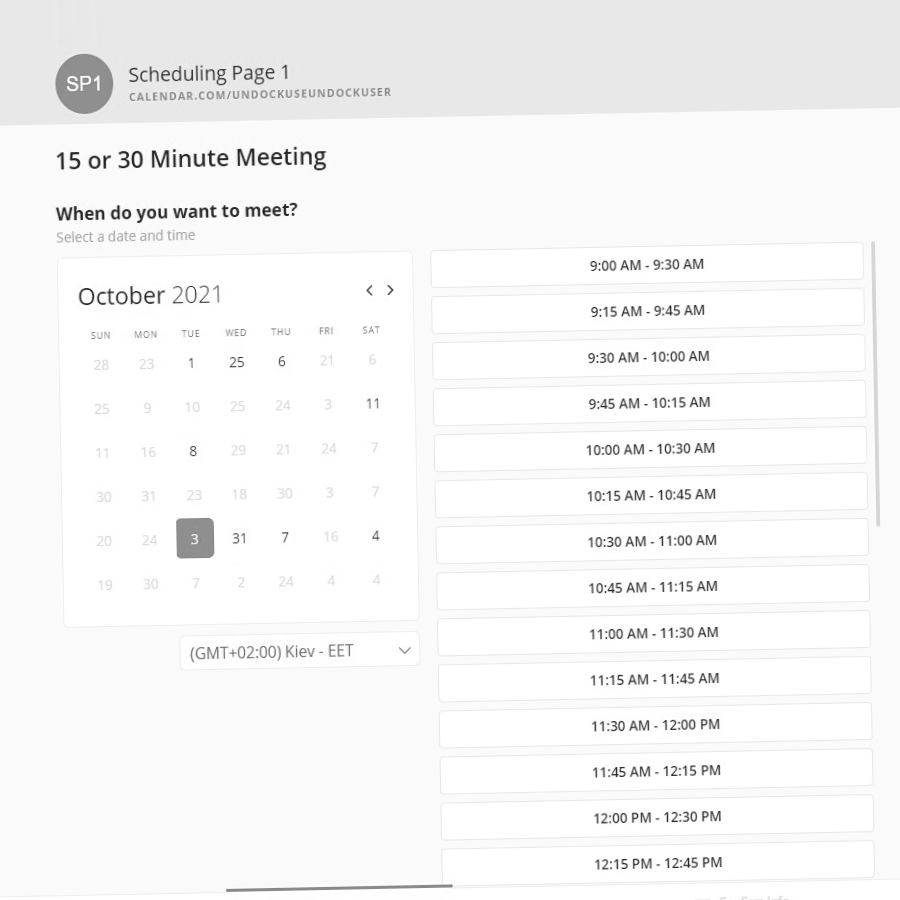 SP1
Scheduling Page 1
CALENDAR.COM/UNDOCKUSEUNDOCKUSER
15 or 30 Minute Meeting
When do you want to meet?
Select a date and time
October 2021
SUN MON TUE WED THU FRI SAT
28 23 1 25 6 21 6
25 9 10 25 24 3 11
11 16 8 29 21 24 7
30 31 23 18 30 3 7
20 24 3 31 7 16 4
19 30 7 2 24 4 4
(GMT+02:00) Kiev - EET
9:00 AM - 9:30 AM
9:15 AM - 9:45 AM
9:30 AM - 10:00 AM
9:45 AM - 10:15 AM
10:00 AM - 10:30 AM
10:15 AM - 10:45 AM
10:30 AM - 11:00 AM
10:45 AM - 11:15 AM
11:00 AM - 11:30 AM
11:15 AM - 11:45 AM
11:30 AM - 12:00 PM
11:45 AM - 12:15 PM
12:00 PM - 12:30 PM
12:15 PM - 12:45 PM